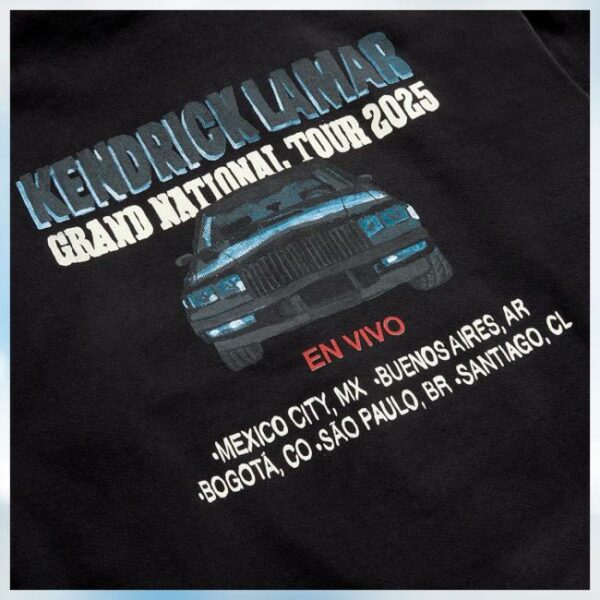 KENDRICK LAMAR
GRAND NATIONAL TOUR 2025
EN VIVO
•MEXICO CITY, MX •BUENOS AIRES, AR
•BOGOTÁ, CO •SÃO PAULO, BR •SANTIAGO, CL